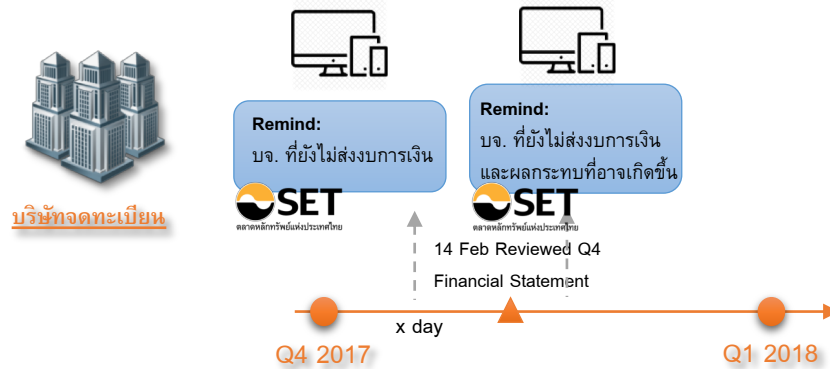 Remind:
บจ. ที่ยังไม่ส่งงบการเงิน
Remind:
บจ. ที่ยังไม่ส่งงบการเงิน
และผลกระทบที่อาจเกิดขึ้น
บริษัทจดทะเบียน
SET
ตลาดหลักทรัพย์แห่งประเทศไทย
SET
ตลาดหลักทรัพย์แห่งประเทศไทย
14 Feb Reviewed Q4
Financial Statement
x day
Q4 2017
Q1 2018